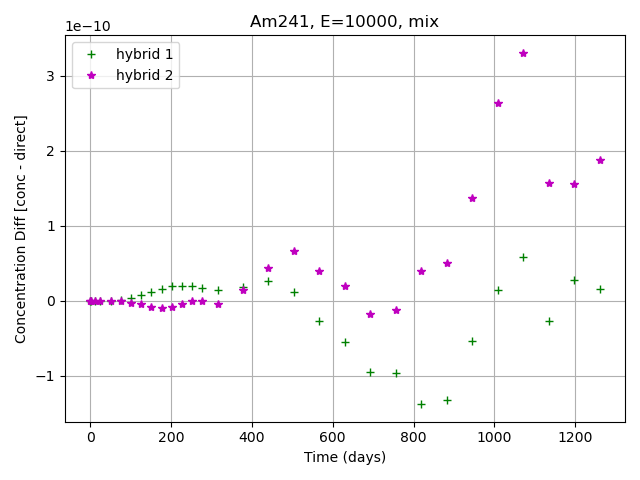 Am241, E=10000, mix
1e−10
hybrid 1
hybrid 2
3
2
1
0
−1
Concentration Diff [conc - direct]
0
200
400
600
800
1000
1200
Time (days)